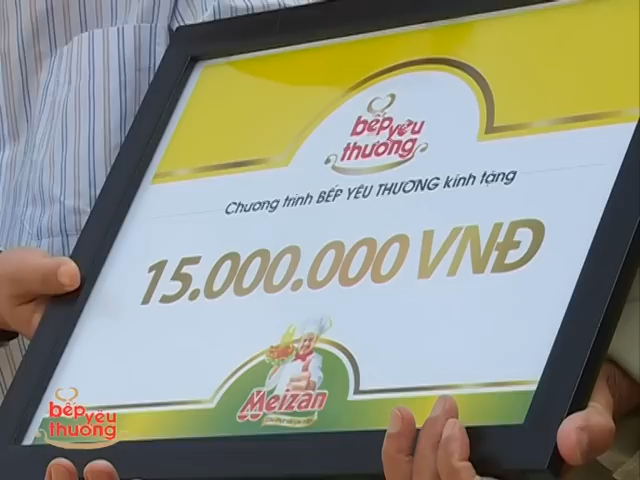 bếp yêu
thương
Chương trình BẾP YÊU THƯƠNG kính tặng
15.000.000 VNĐ
Meizan
bếp yêu
thương